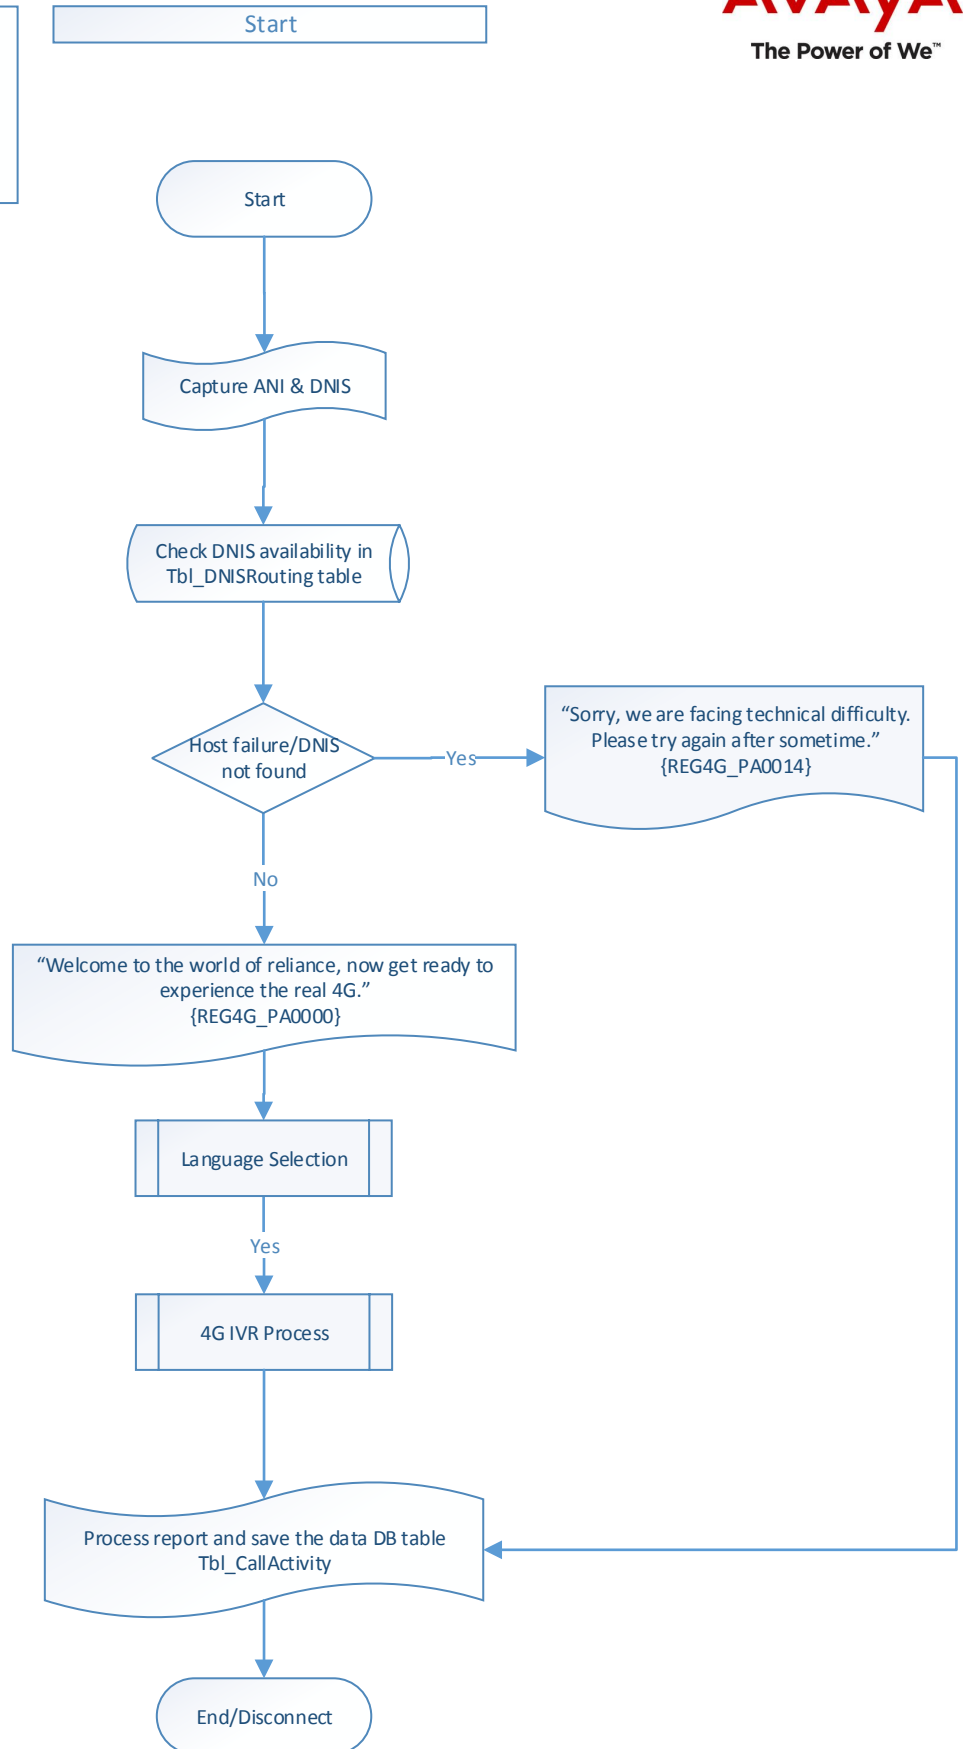 Start
AVAYA
The Power of We™
Start
Capture ANI & DNIS
Check DNIS availability in
Tbl_DNISRouting table
Host failure/DNIS
not found
Yes
“Sorry, we are facing technical difficulty.
Please try again after sometime.”
{REG4G_PA0014}
No
“Welcome to the world of reliance, now get ready to
experience the real 4G.”
{REG4G_PA0000}
Language Selection
Yes
4G IVR Process
Process report and save the data DB table
Tbl_CallActivity
End/Disconnect